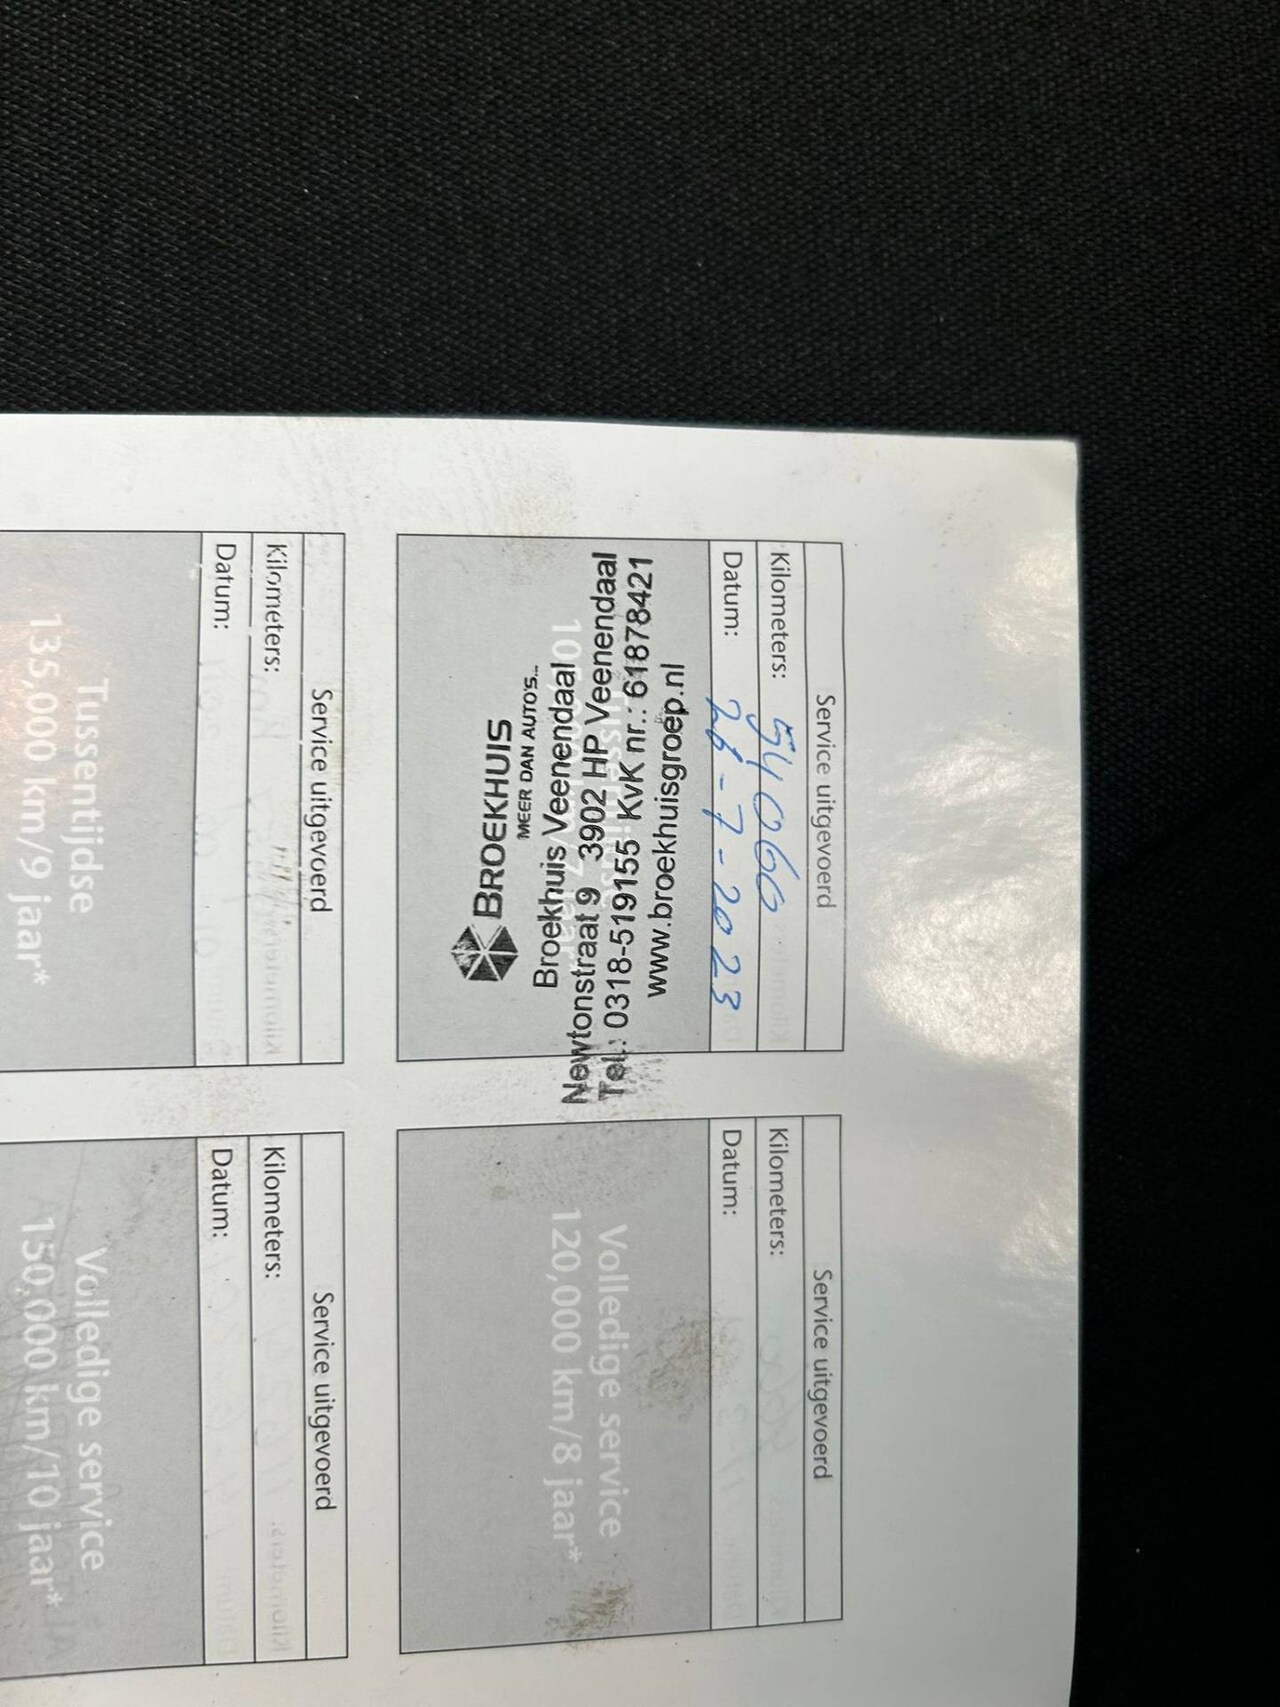 Service uitgevoerd
Kilometers: 54060
Datum: 26-7-2023
www.broekhuisgroep.nl
Tel.: 0318-519155 KvK nr.: 61878421
Newtonstraat 9 3902 HP Veenendaal
Broekhuis Veenendaal
MEER DAN AUTO'S...
BROEKHUIS
Service uitgevoerd
Kilometers:
Datum:
Volledige service
120,000 km/8 jaar*
Service uitgevoerd
Kilometers:
Datum:
Tussentijdse
135,000 km/9 jaar*
Service uitgevoerd
Kilometers:
Datum:
Volledige service
150,000 km/10 jaar*